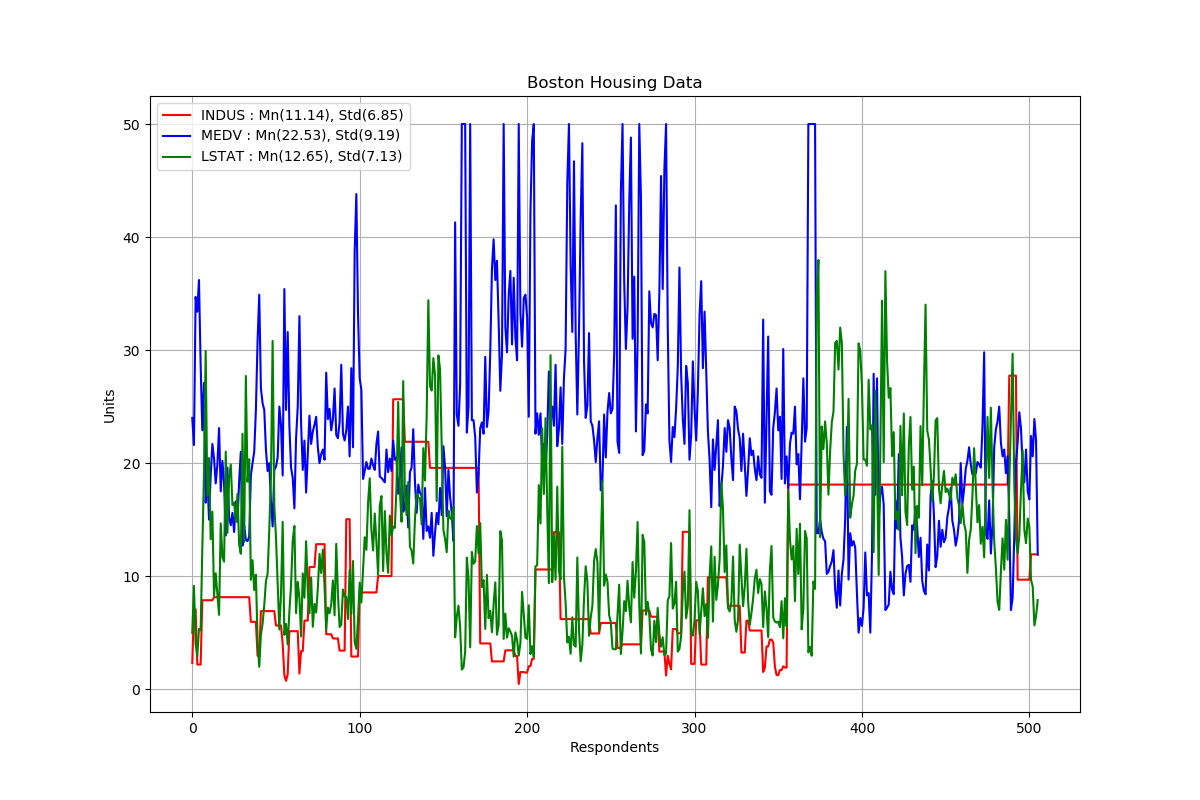 Boston Housing Data
INDUS : Mn(11.14), Std(6.85)
MEDV : Mn(22.53), Std(9.19)
LSTAT : Mn(12.65), Std(7.13)
50
40
30
20
10
0
Units
0 100 200 300 400 500
Respondents